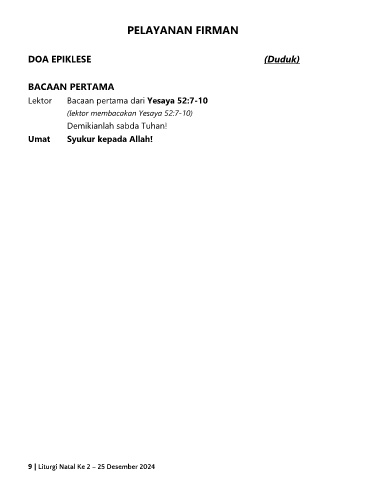 PELAYANAN FIRMAN
DOA EPIKLESE (Duduk)
BACAAN PERTAMA
Lektor Bacaan pertama dari Yesaya 52:7-10
(lektor membacakan Yesaya 52:7-10)
Demikianlah sabda Tuhan!
Umat Syukur kepada Allah!
9 | Liturgi Natal Ke 2 – 25 Desember 2024